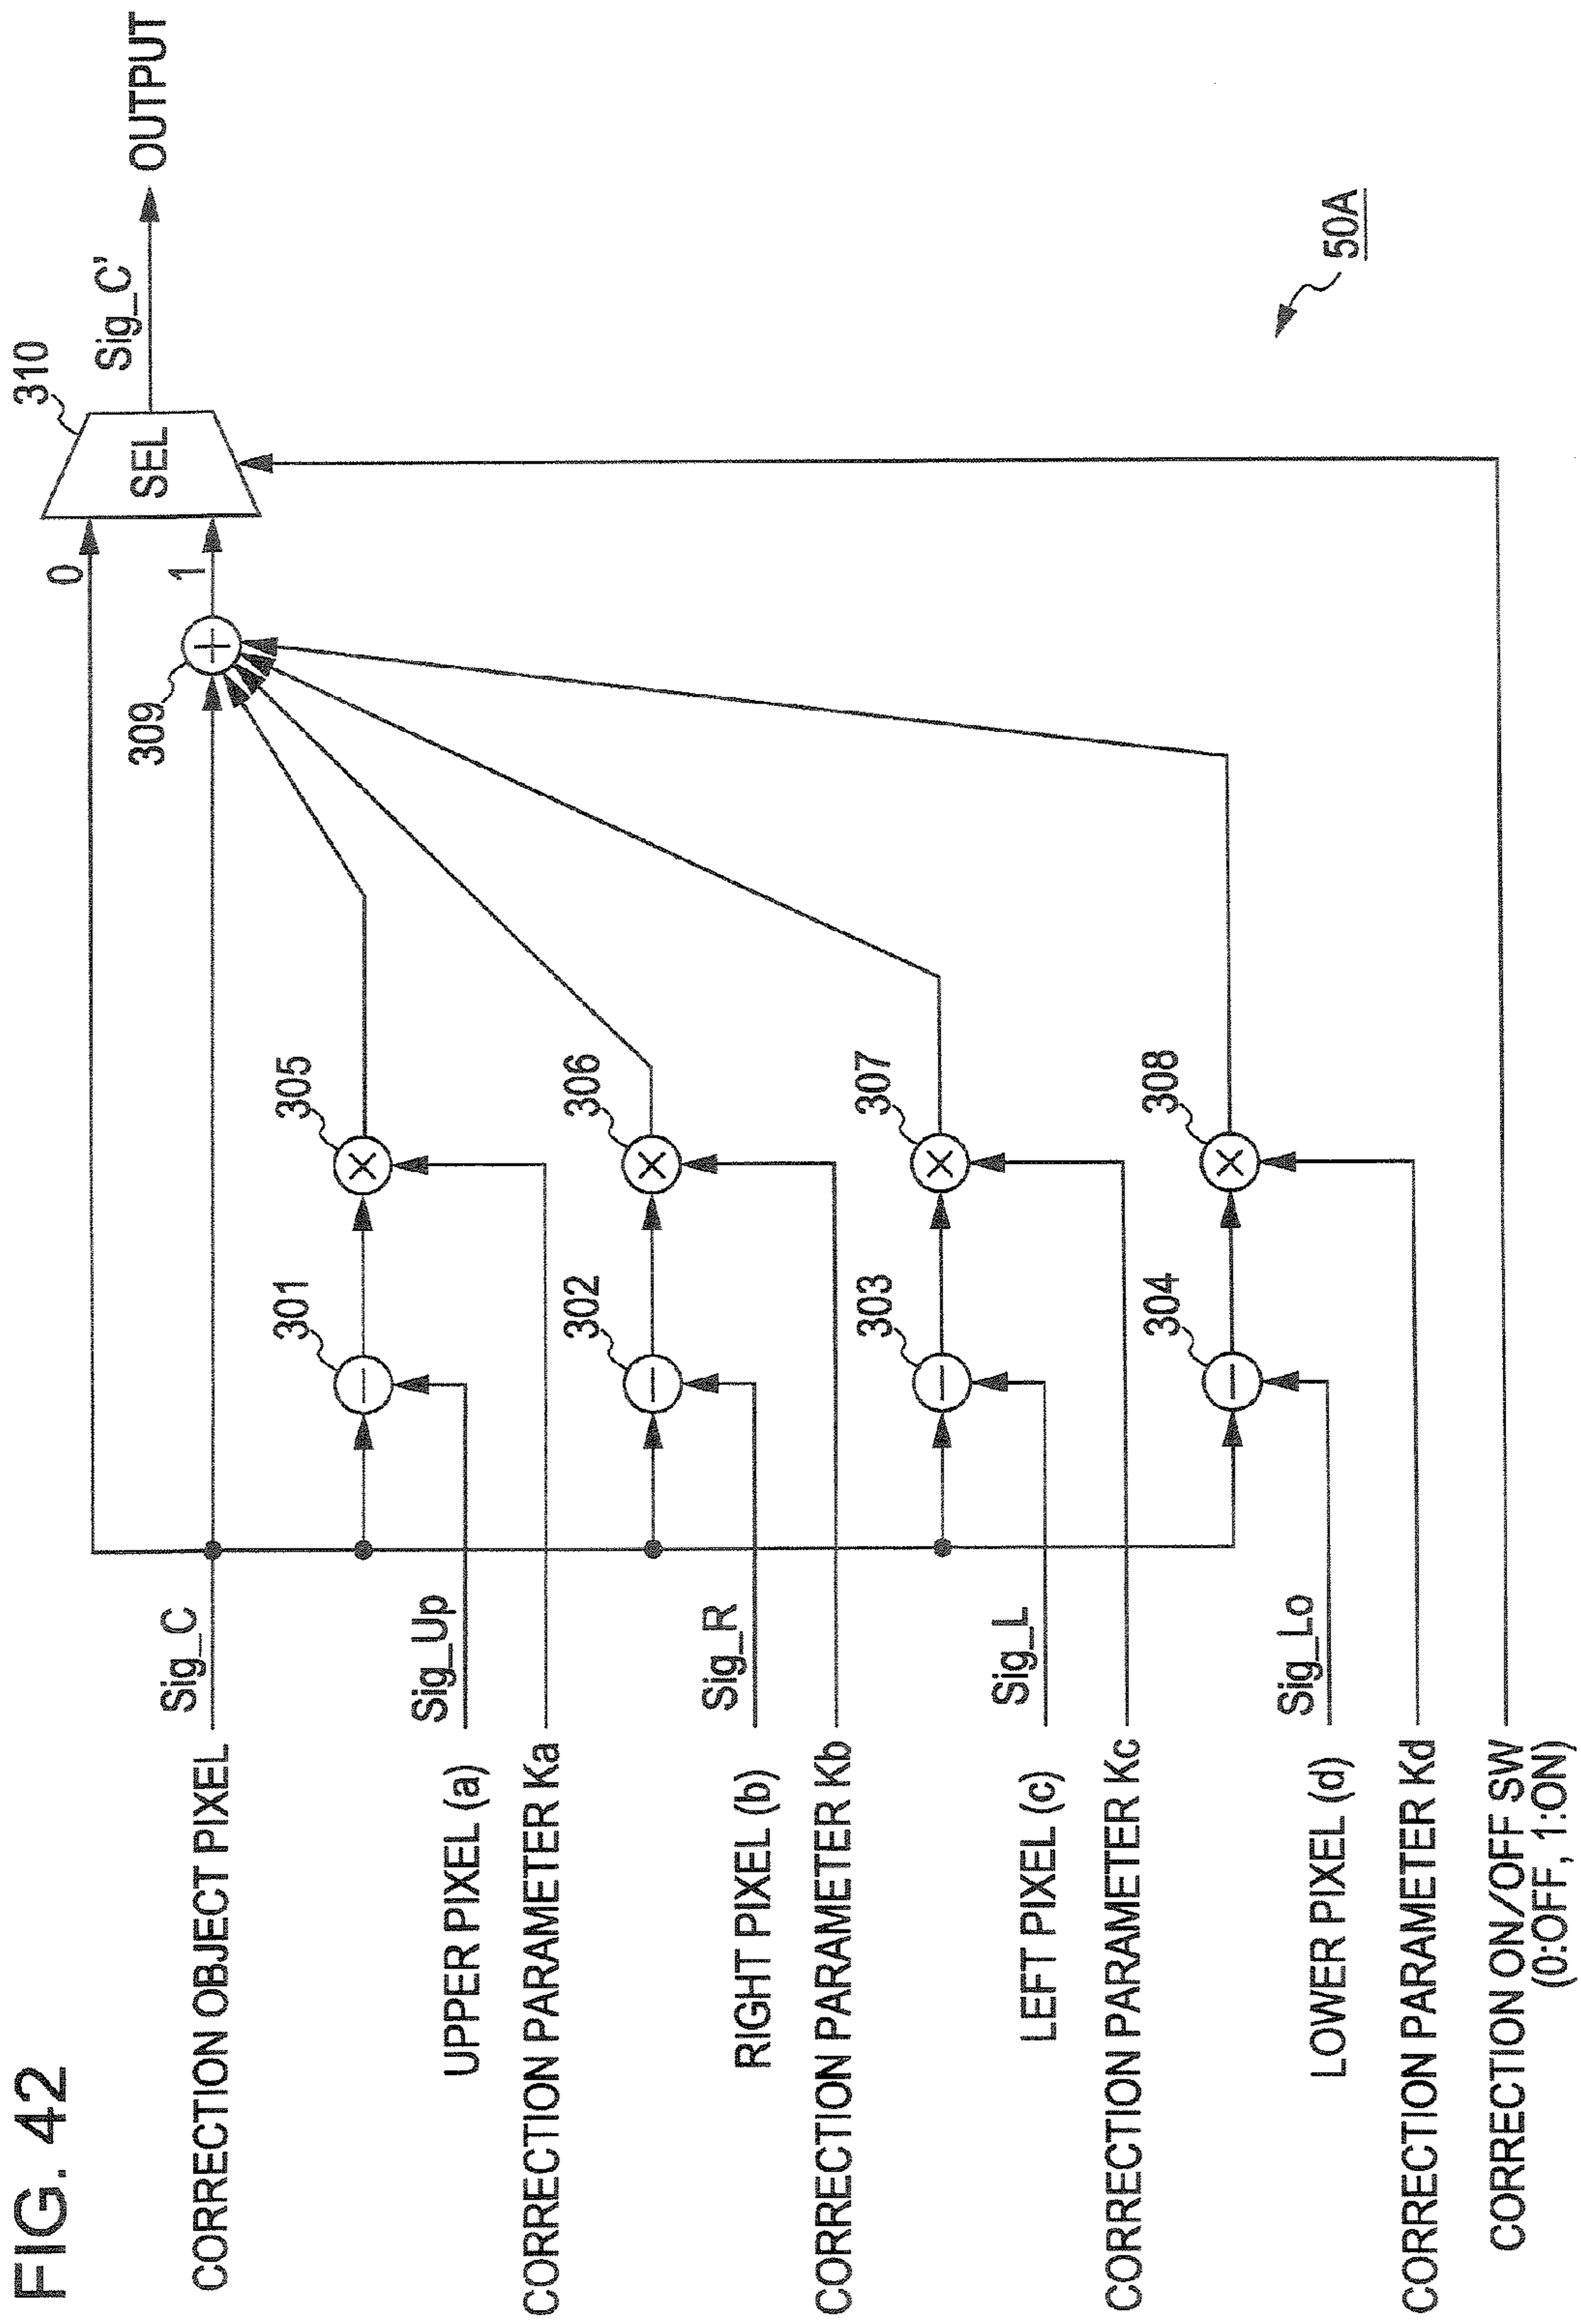 FIG. 42
CORRECTION OBJECT PIXEL
Sig_C
UPPER PIXEL (a)
Sig_Up
CORRECTION PARAMETER Ka
RIGHT PIXEL (b)
Sig_R
CORRECTION PARAMETER Kb
LEFT PIXEL (c)
Sig_L
CORRECTION PARAMETER Kc
LOWER PIXEL (d)
Sig_Lo
CORRECTION PARAMETER Kd
CORRECTION ON/OFF SW
(0:OFF, 1:ON)
301
302
303
304
305
306
307
308
309
0
1
310
SEL
Sig_C'
OUTPUT
50A